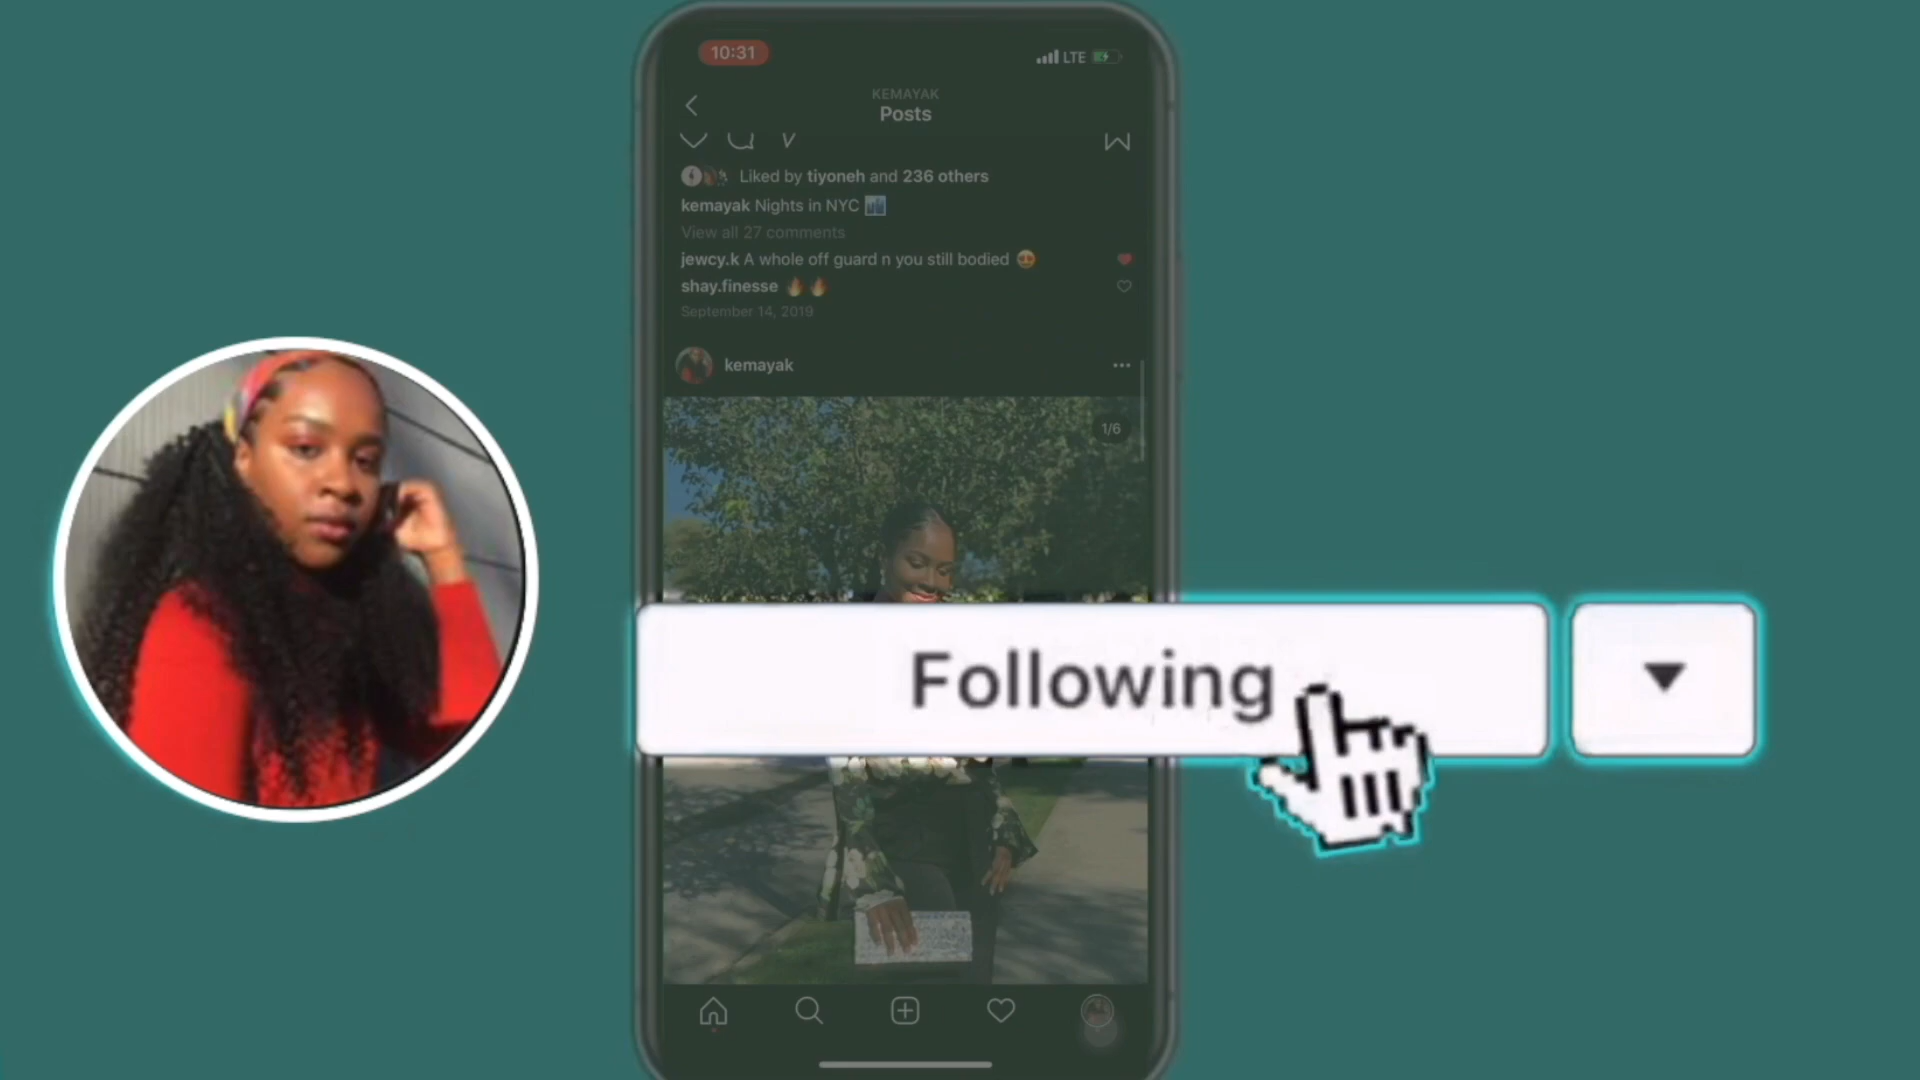 10:31
LTE
KEMAYAK
Posts
Liked by tiyoneh and 236 others
kemayak Nights in NYC 🌃
View all 27 comments
jewcy.k A whole off guard n you still bodied 🤩
shay.finesse 🔥🔥
September 14, 2019
kemayak
1/6
Following